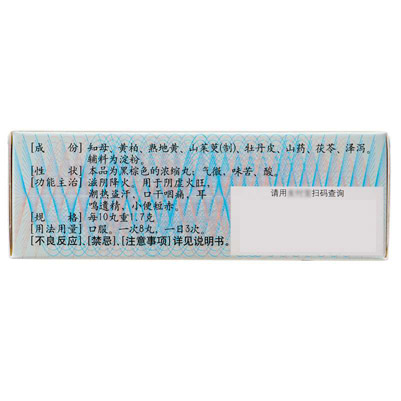 [成 份] 知母、黄柏、熟地黄、山茱萸(制)、牡丹皮、山药、茯苓、泽泻。
辅料为淀粉。
[性 状] 本品为黑棕色的浓缩丸；气微，味苦、酸。
[功能主治] 滋阴降火。用于阴虚火旺，
潮热盗汗，口干咽痛，耳
鸣遗精，小便短赤。
[规 格] 每10丸重1.7克
[用法用量] 口服，一次8丸，一日3次。
[不良反应]、[禁忌]、[注意事项]详见说明书。
请用 扫码查询